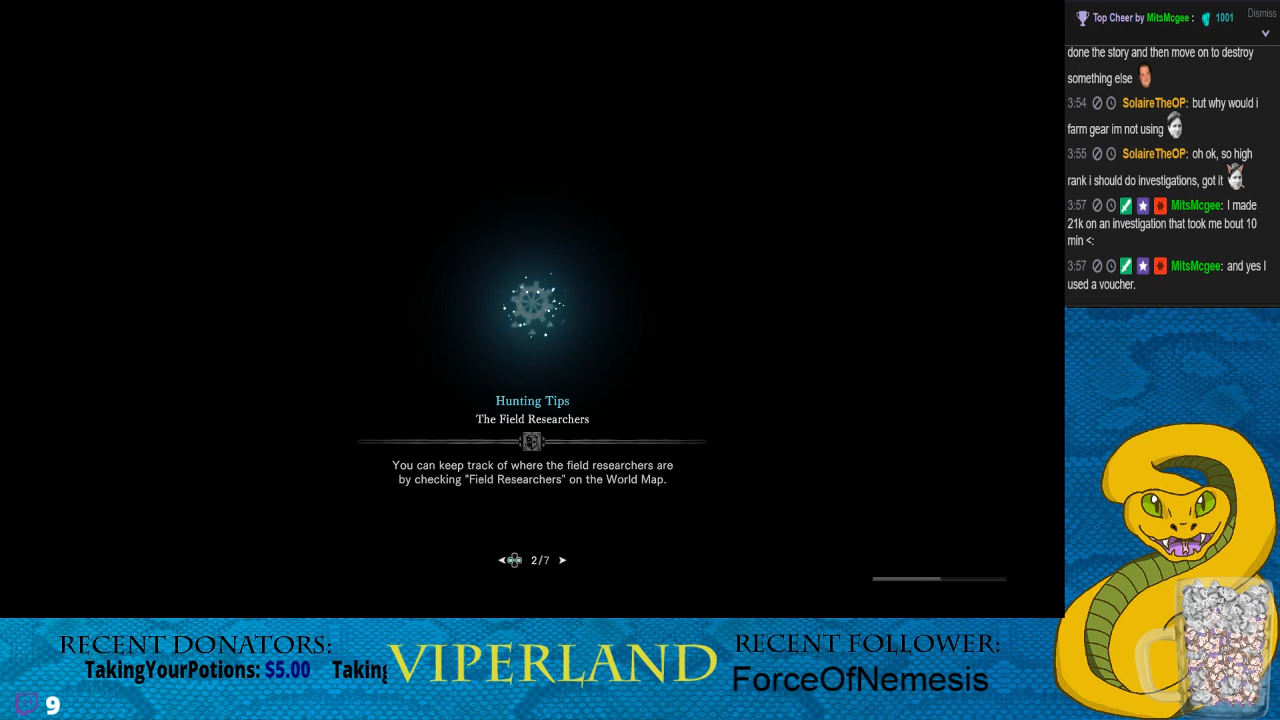 Top Cheer by MitsMcgee : 1001
Dismiss
done the story and then move on to destroy
something else
3:54 SolaireTheOP: but why would i
farm gear im not using
3:55 SolaireTheOP: oh ok, so high
rank i should do investigations, got it
3:57 MitsMcgee: I made
21k on an investigation that took me bout 10
min <:
3:57 MitsMcgee: and yes I
used a voucher.
Hunting Tips
The Field Researchers
You can keep track of where the field researchers are
by checking "Field Researchers" on the World Map.
2/7
RECENT DONATORS:
TakingYourPotions: $5.00 Taking
VIPERLAND
RECENT FOLLOWER:
ForceOfNemesis
9